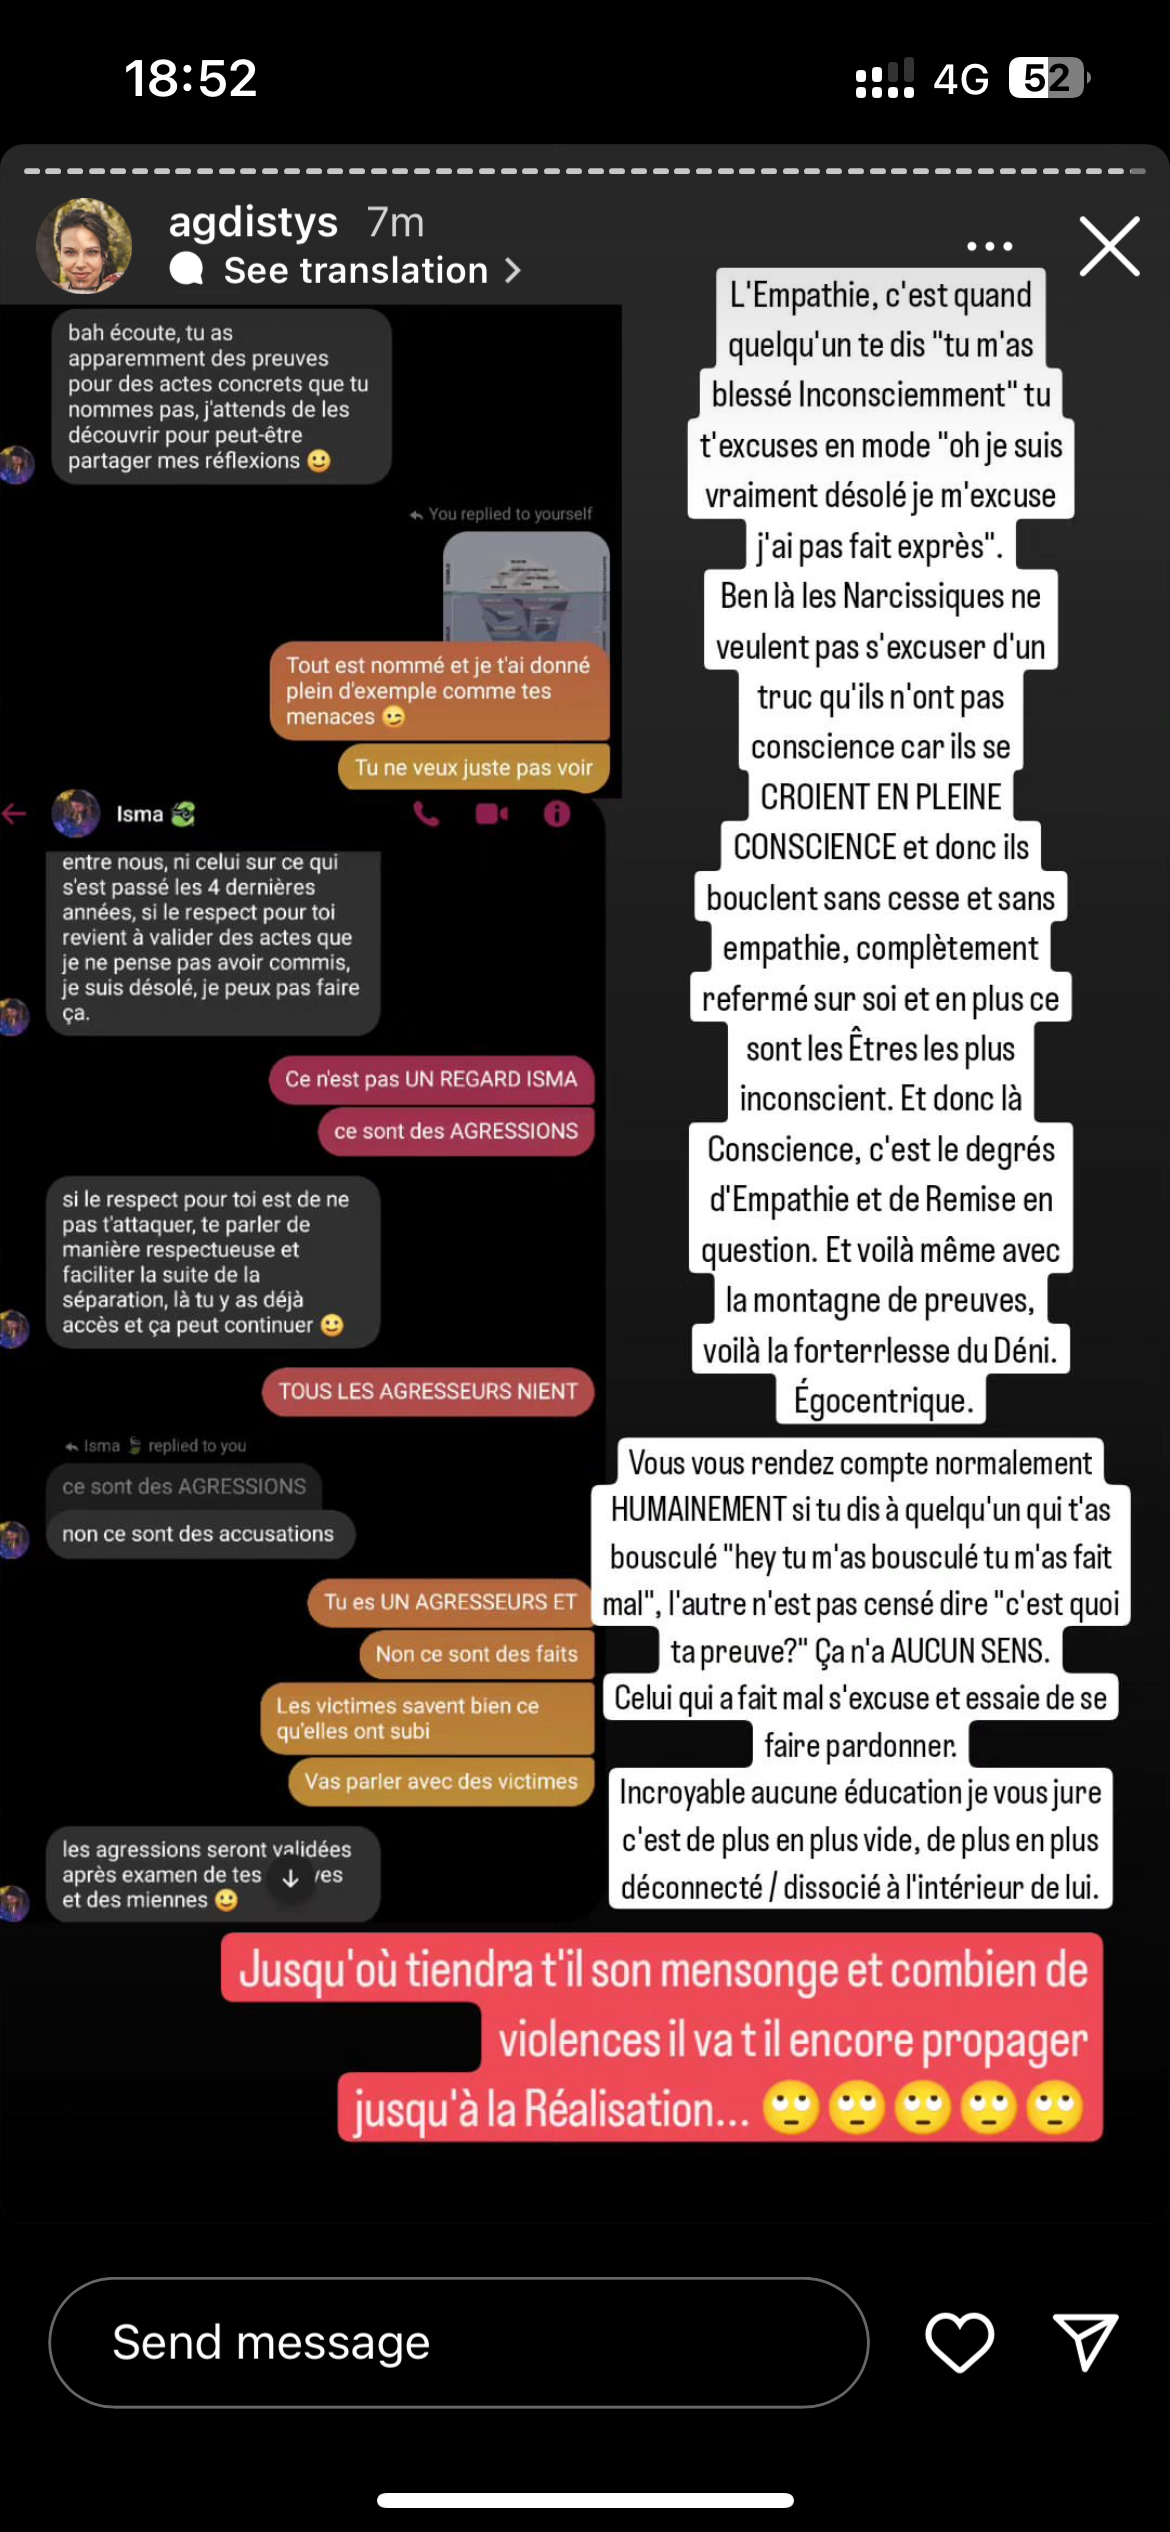 18:52
4G
52
agdistys 7m
See translation
bah écoute, tu as
apparemment des preuves
pour des actes concrets que tu
nommes pas, j'attends de les
découvrir pour peut-être
partager mes réflexions 🙂
You replied to yourself
Tout est nommé et je t'ai donné
plein d'exemple comme tes
menaces 😉
Tu ne veux juste pas voir
Isma
entre nous, ni celui sur ce qui
s'est passé les 4 dernières
années, si le respect pour toi
revient à valider des actes que
je ne pense pas avoir commis,
je suis désolé, je peux pas faire
ça.
Ce n'est pas UN REGARD ISMA
ce sont des AGRESSIONS
si le respect pour toi est de ne
pas t'attaquer, te parler de
manière respectueuse et
faciliter la suite de la
séparation, là tu y as déjà
accès et ça peut continuer 🙂
TOUS LES AGRESSEURS NIENT
Isma replied to you
ce sont des AGRESSIONS
non ce sont des accusations
Tu es UN AGRESSEURS ET
Non ce sont des faits
Les victimes savent bien ce
qu'elles ont subi
Vas parler avec des victimes
les agressions seront validées
après examen de tes
et des miennes 🙂
L'Empathie, c'est quand
quelqu'un te dis "tu m'as
blessé Inconsciemment" tu
t'excuses en mode "oh je suis
vraiment désolé je m'excuse
j'ai pas fait exprès".
Ben là les Narcissiques ne
veulent pas s'excuser d'un
truc qu'ils n'ont pas
conscience car ils se
CROIENT EN PLEINE
CONSCIENCE et donc ils
bouclent sans cesse et sans
empathie, complètement
refermé sur soi et en plus ce
sont les Êtres les plus
inconscient. Et donc là
Conscience, c'est le degrés
d'Empathie et de Remise en
question. Et voilà même avec
la montagne de preuves,
voilà la forterrlesse du Déni.
Égocentrique.
Vous vous rendez compte normalement
HUMAINEMENT si tu dis à quelqu'un qui t'as
bousculé "hey tu m'as bousculé tu m'as fait
mal", l'autre n'est pas censé dire "c'est quoi
ta preuve?" Ça n'a AUCUN SENS.
Celui qui a fait mal s'excuse et essaie de se
faire pardonner.
Incroyable aucune éducation je vous jure
c'est de plus en plus vide, de plus en plus
déconnecté / dissocié à l'intérieur de lui.
Jusqu'où tiendra t'il son mensonge et combien de
violences il va t il encore propager
jusqu'à la Réalisation... 🙄🙄🙄🙄🙄
Send message